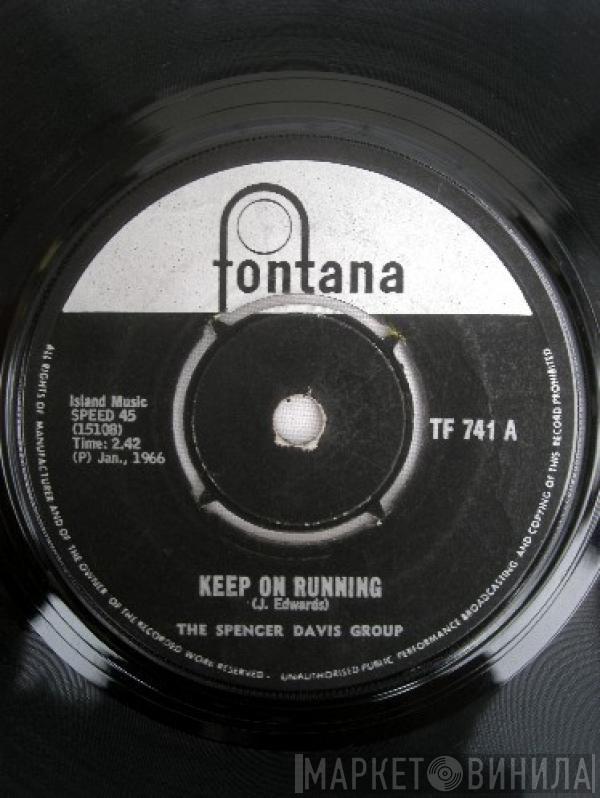 fontana
Island Music
SPEED 45
(15108)
Time: 2.42
(P) Jan., 1966
TF 741 A
KEEP ON RUNNING
(J. Edwards)
THE SPENCER DAVIS GROUP
ALL RIGHTS OF MANUFACTURER AND OF THE OWNER OF THE RECORDED WORK RESERVED - UNAUTHORISED PUBLIC PERFORMANCE BROADCASTING AND COPYING OF THIS RECORD PROHIBITED
МАРКЕТ ВИНИЛА